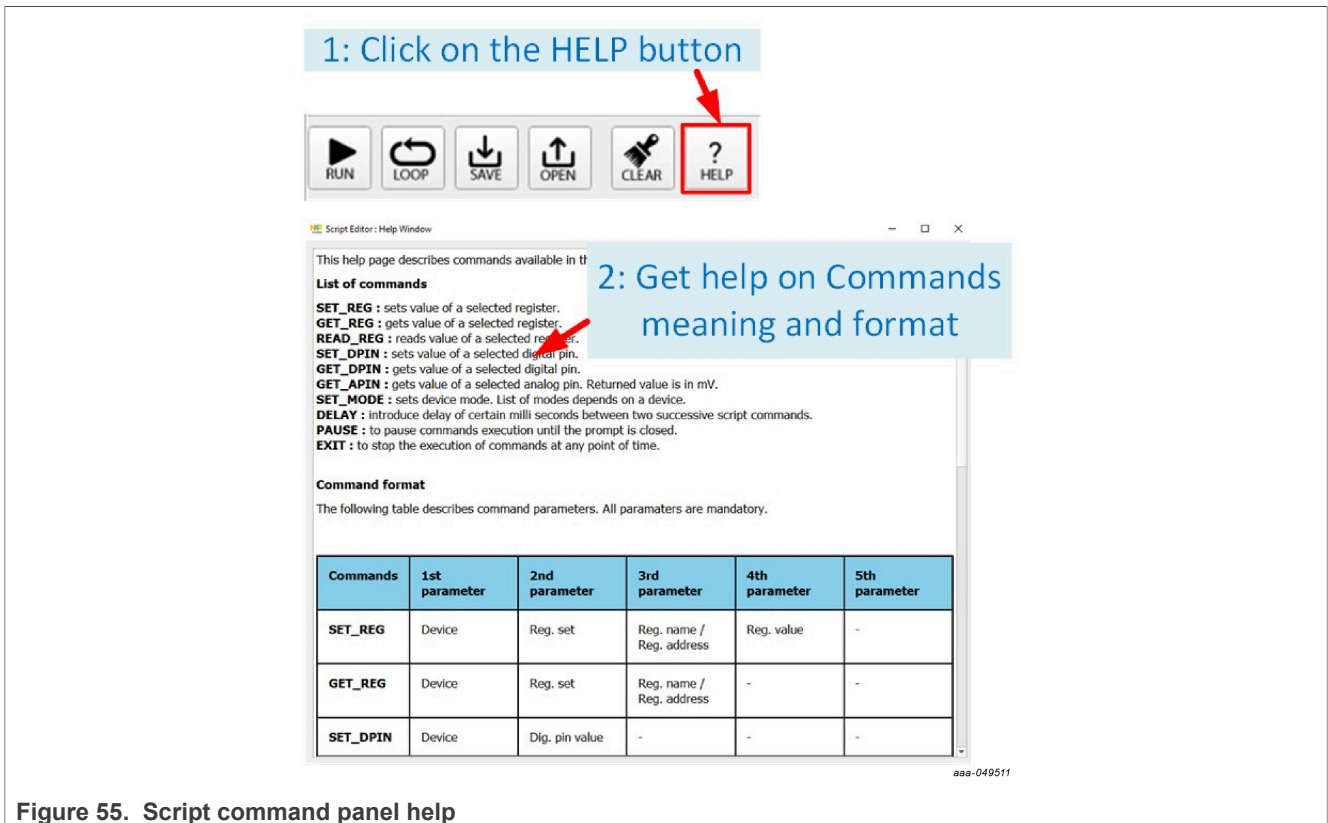 1: Click on the HELP button
RUN LOOP SAVE OPEN CLEAR ? HELP
NXP Script Editor : Help Window
This help page describes commands available in th
2: Get help on Commands
meaning and format
List of commands
SET_REG : sets value of a selected register.
GET_REG : gets value of a selected register.
READ_REG : reads value of a selected register.
SET_DPIN : sets value of a selected digital pin.
GET_DPIN : gets value of a selected digital pin.
GET_APIN : gets value of a selected analog pin. Returned value is in mV.
SET_MODE : sets device mode. List of modes depends on a device.
DELAY : introduce delay of certain milli seconds between two successive script commands.
PAUSE : to pause commands execution until the prompt is closed.
EXIT : to stop the execution of commands at any point of time.
Command format
The following table describes command parameters. All paramaters are mandatory.
Commands 1st parameter 2nd parameter 3rd parameter 4th parameter 5th parameter
SET_REG Device Reg. set Reg. name / Reg. address Reg. value -
GET_REG Device Reg. set Reg. name / Reg. address - -
SET_DPIN Device Dig. pin value - - -
aaa-049511
Figure 55. Script command panel help